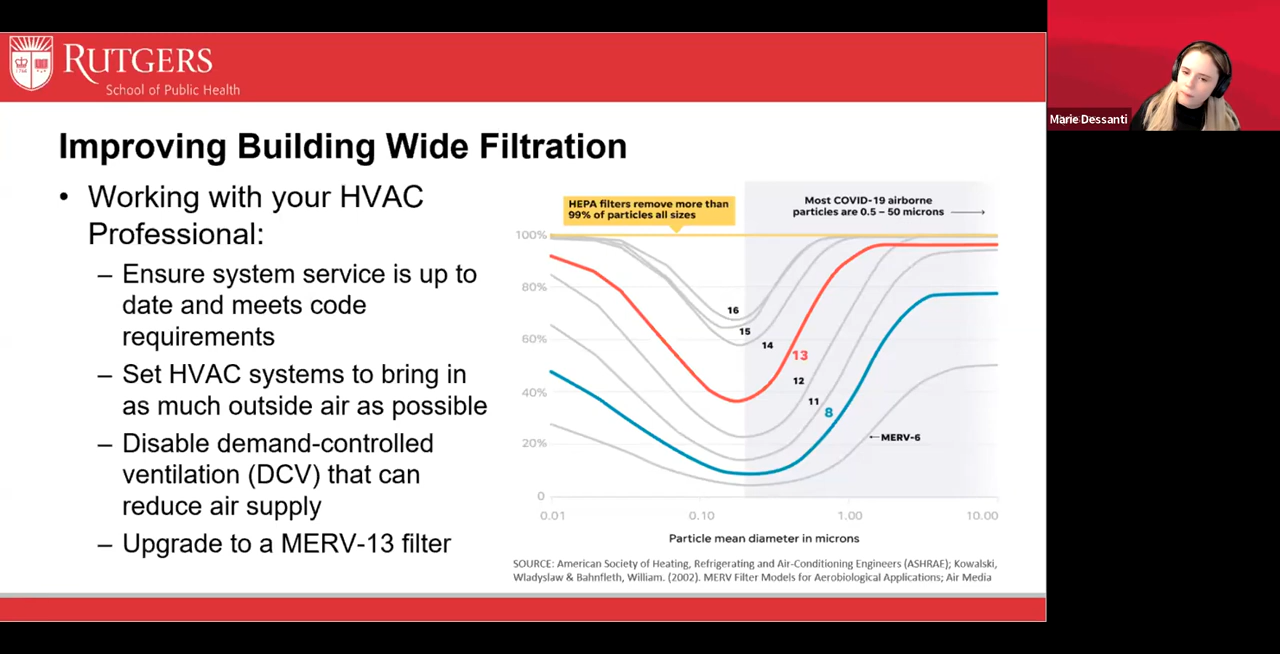 RUTGERS
School of Public Health
Marie Dessanti
Improving Building Wide Filtration
• Working with your HVAC
Professional:
– Ensure system service is up to
date and meets code
requirements
– Set HVAC systems to bring in
as much outside air as possible
– Disable demand-controlled
ventilation (DCV) that can
reduce air supply
– Upgrade to a MERV-13 filter
HEPA filters remove more than
99% of particles all sizes
Most COVID-19 airborne
particles are 0.5 – 50 microns
100%
80%
60%
40%
20%
0
16
15
14
13
12
11
8
MERV-6
0.01 0.10 1.00 10.00
Particle mean diameter in microns
SOURCE: American Society of Heating, Refrigerating and Air-Conditioning Engineers (ASHRAE); Kowalski,
Wladyslaw & Bahnfleth, William. (2002). MERV Filter Models for Aerobiological Applications; Air Media